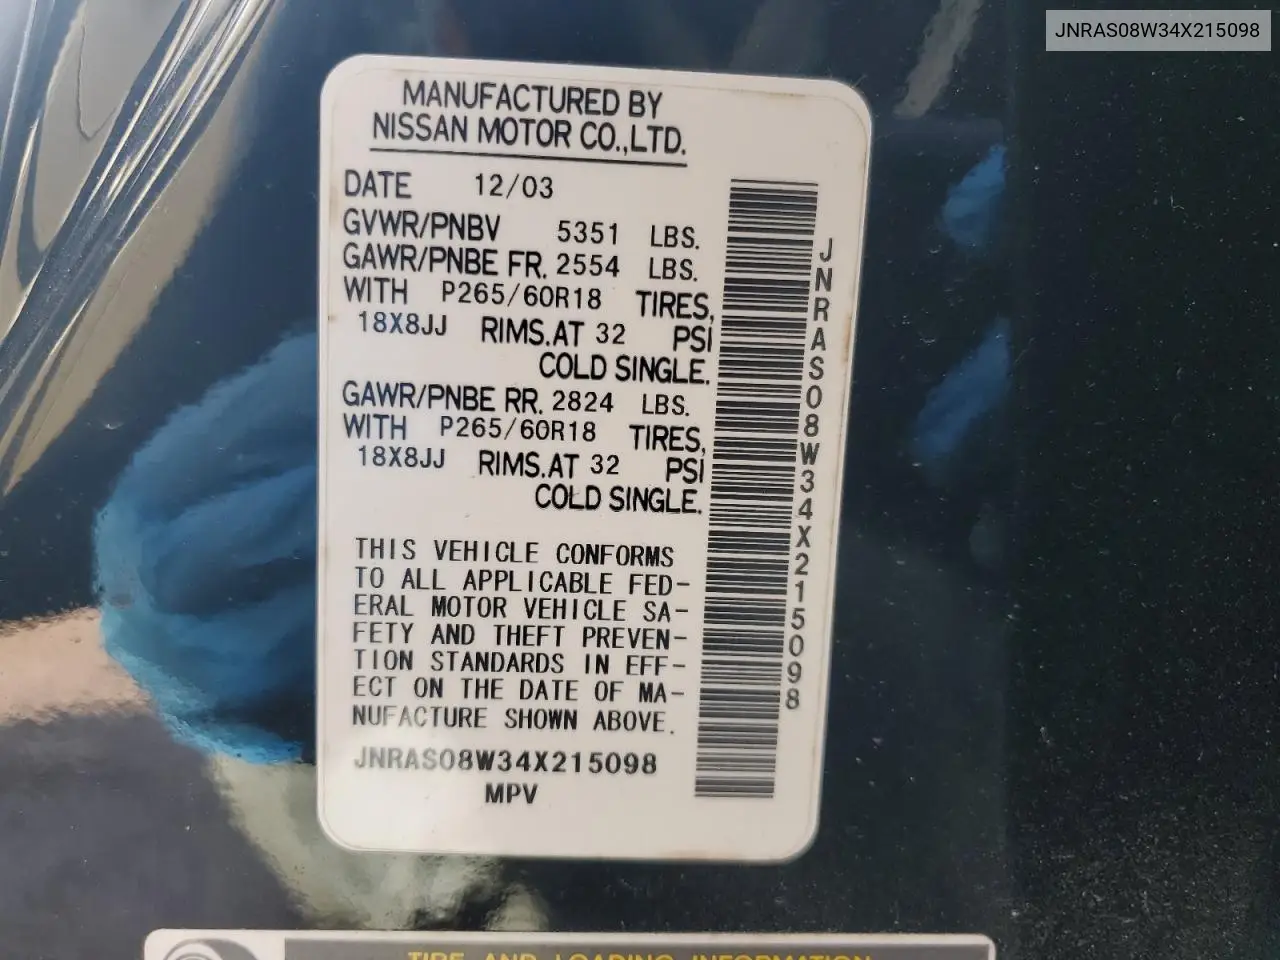 JNRAS08W34X215098
MANUFACTURED BY
NISSAN MOTOR CO.,LTD.
DATE 12/03
GVWR/PNBV 5351 LBS.
GAWR/PNBE FR. 2554 LBS.
WITH P265/60R18 TIRES,
18X8JJ RIMS.AT 32 PSI
COLD SINGLE.
GAWR/PNBE RR. 2824 LBS.
WITH P265/60R18 TIRES,
18X8JJ RIMS.AT 32 PSI
COLD SINGLE.
THIS VEHICLE CONFORMS
TO ALL APPLICABLE FED-
ERAL MOTOR VEHICLE SA-
FETY AND THEFT PREVEN-
TION STANDARDS IN EFF-
ECT ON THE DATE OF MA-
NUFACTURE SHOWN ABOVE.
JNRAS08W34X215098
MPV
JNRAS08W34X215098
TIRE AND LOADING INFORMATION